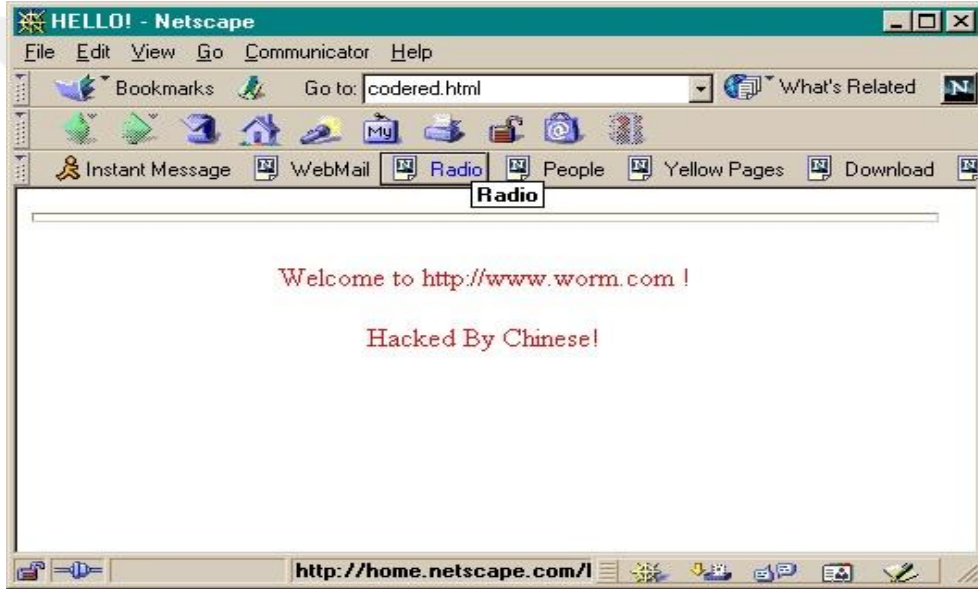 HELLO! - Netscape
File Edit View Go Communicator Help
Bookmarks Go to: codered.html What's Related N
My
Instant Message WebMail Radio People Yellow Pages Download
Radio
Welcome to http://www.worm.com !
Hacked By Chinese!
http://home.netscape.com/